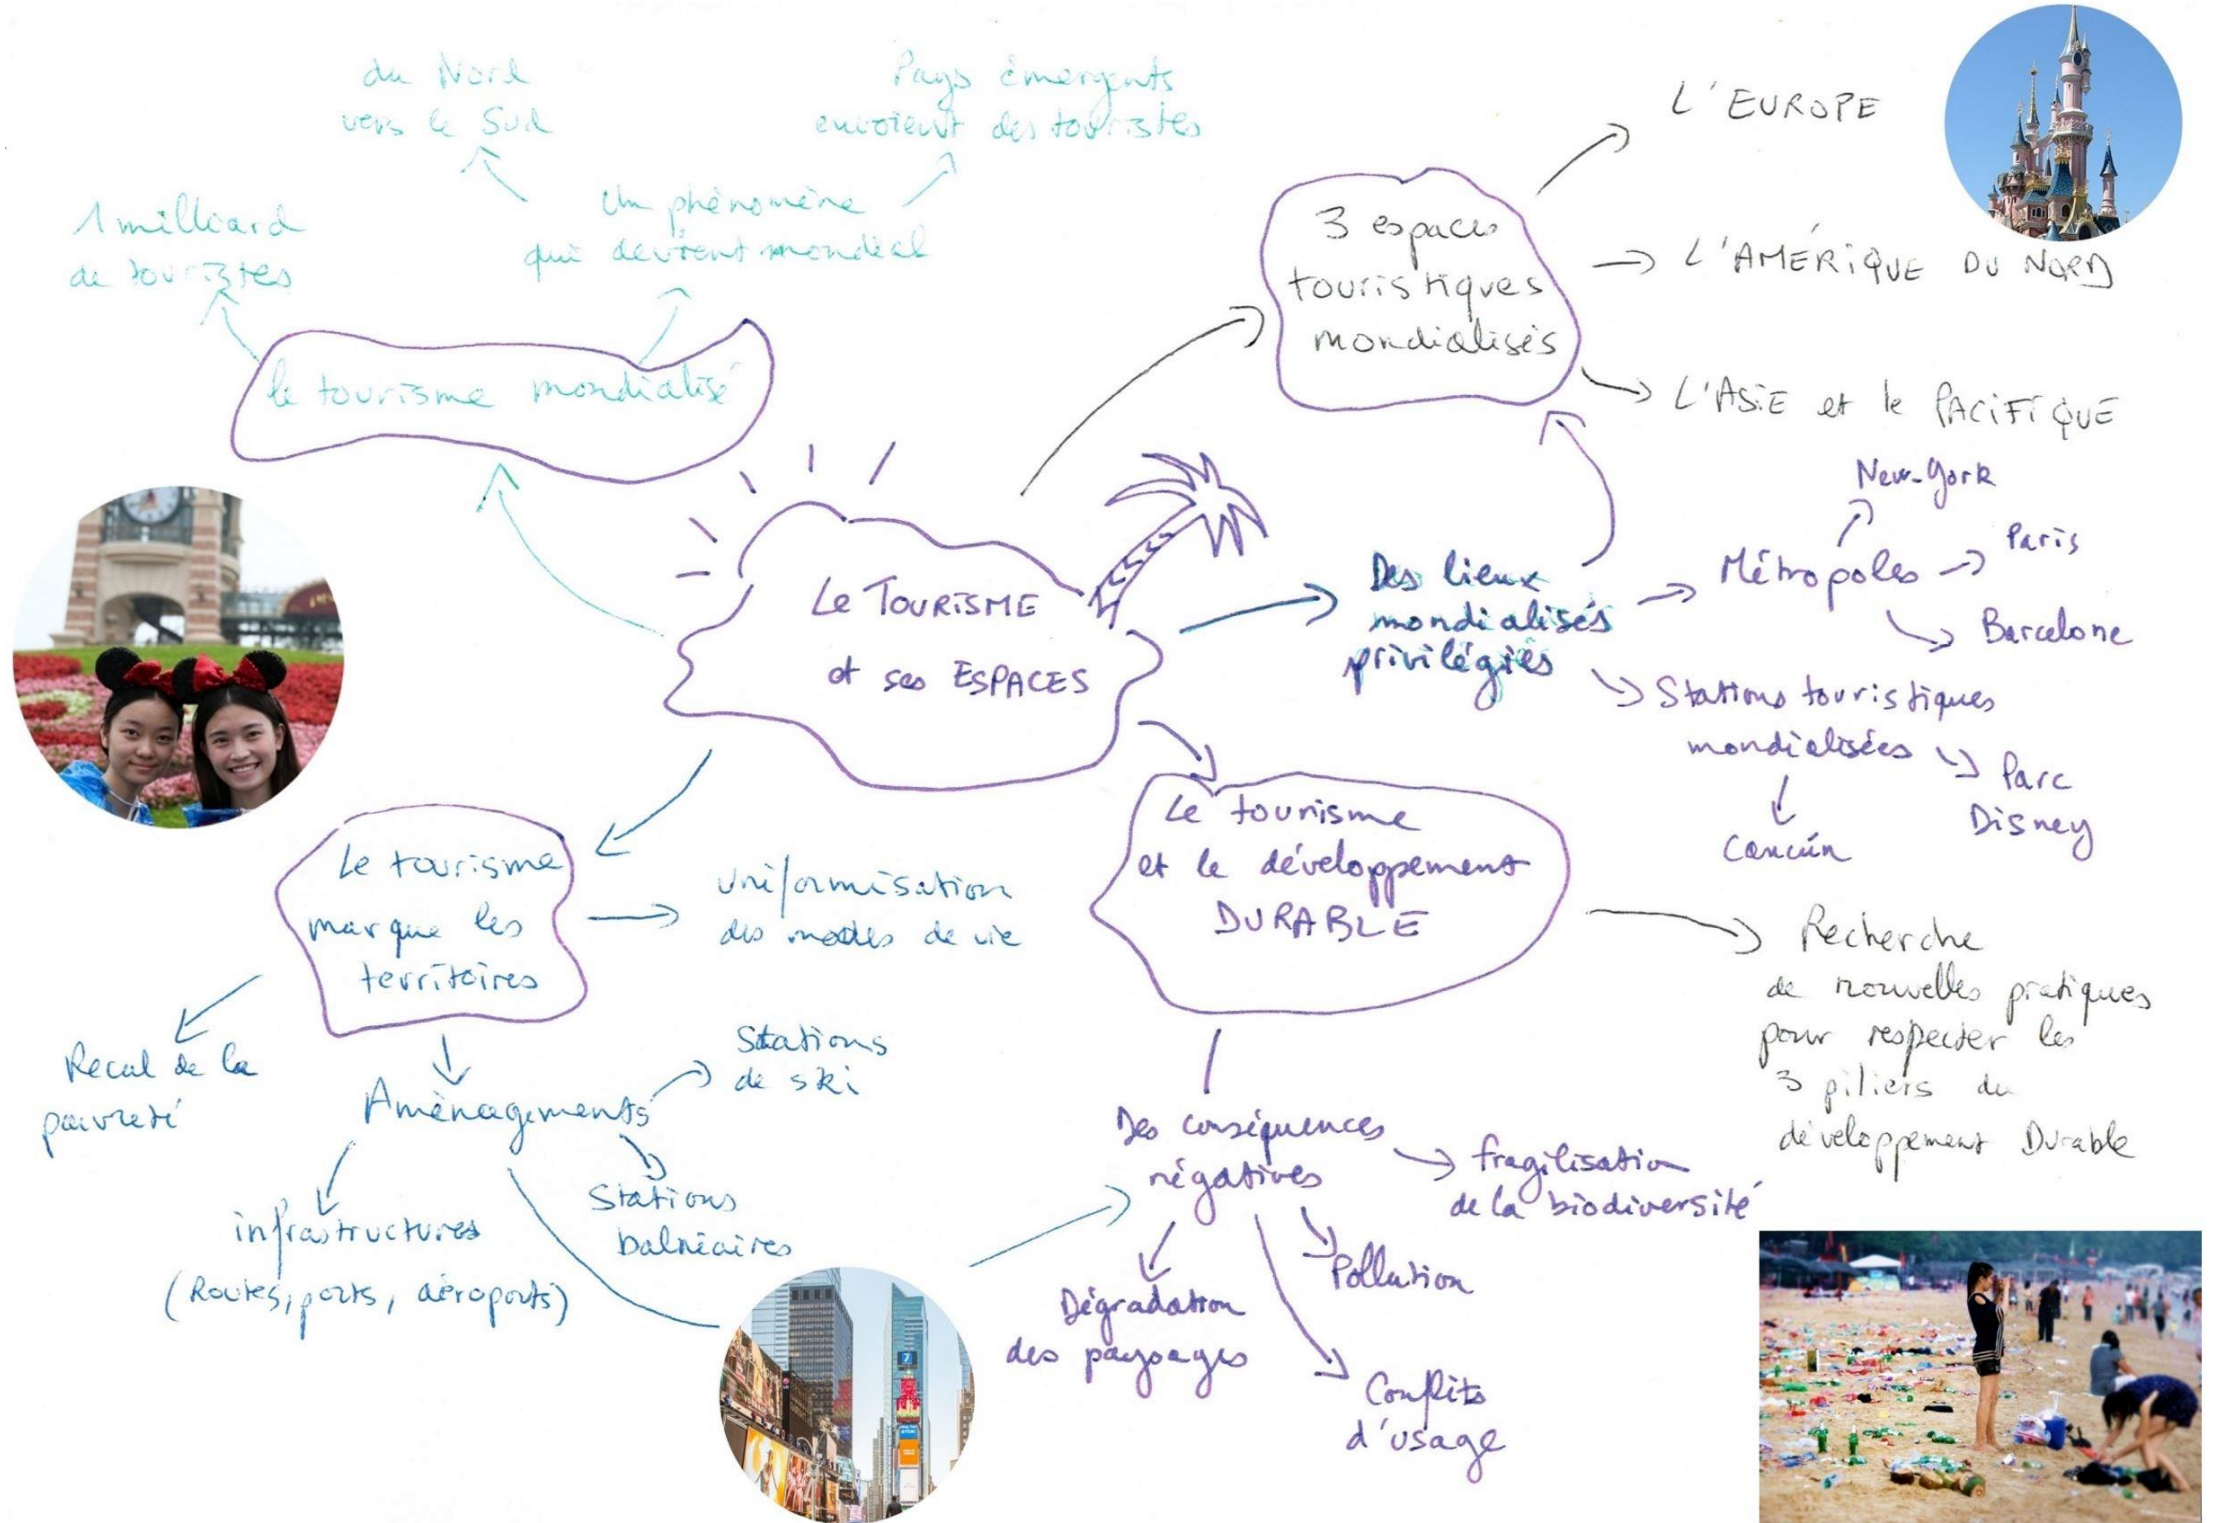 du Nord
vers le Sud
Pays émergents
envoient des touristes
1 milliard
de touristes
Un phénomène
qui devient mondial
le tourisme mondialisé
3 espaces
touristiques
mondialisés
L'EUROPE
L'AMÉRIQUE DU NORD
L'ASIE et le PACIFIQUE
Le TOURISME
et ses ESPACES
Des lieux
mondialisés
privilégiés
Métropoles
New-York
Paris
Barcelone
Stations touristiques
mondialisées
Parc
Disney
Cancún
Le tourisme
marque les
territoires
uniformisation
des modes de vie
Recul de la
pauvreté
Aménagements
Stations
de ski
Stations
balnéaires
infrastructures
(Routes, ports, aéroports)
Le tourisme
et le développement
DURABLE
Recherche
de nouvelles pratiques
pour respecter les
3 piliers du
développement Durable
Des conséquences
négatives
fragilisation
de la biodiversité
Pollution
Dégradation
des paysages
Conflits
d'usage
7